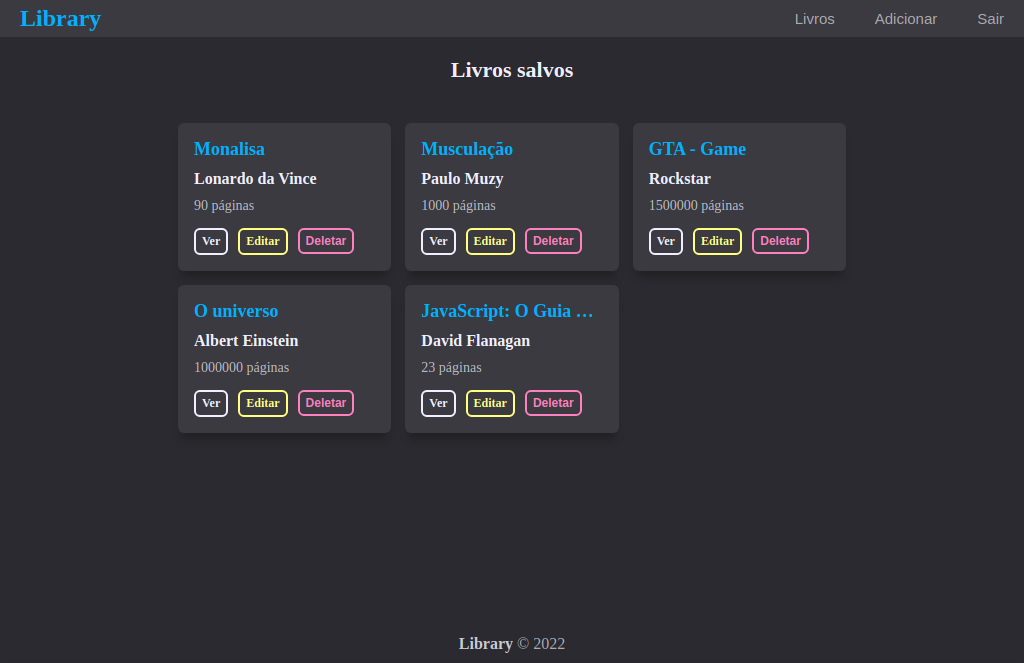 Library Livros Adicionar Sair
Livros salvos
Monalisa
Lonardo da Vince
90 páginas
Ver Editar Deletar
Musculação
Paulo Muzy
1000 páginas
Ver Editar Deletar
GTA - Game
Rockstar
1500000 páginas
Ver Editar Deletar
O universo
Albert Einstein
1000000 páginas
Ver Editar Deletar
JavaScript: O Guia …
David Flanagan
23 páginas
Ver Editar Deletar
Library © 2022